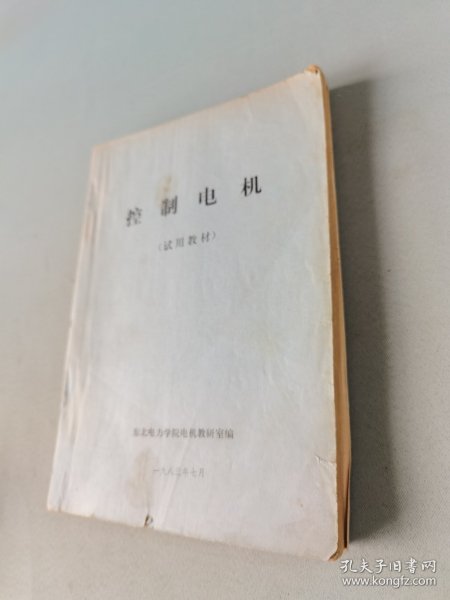 控制电机
（试用教材）
东北电力学院电机教研室编
一九八三年七月
孔夫子旧书网
www.kongfz.com